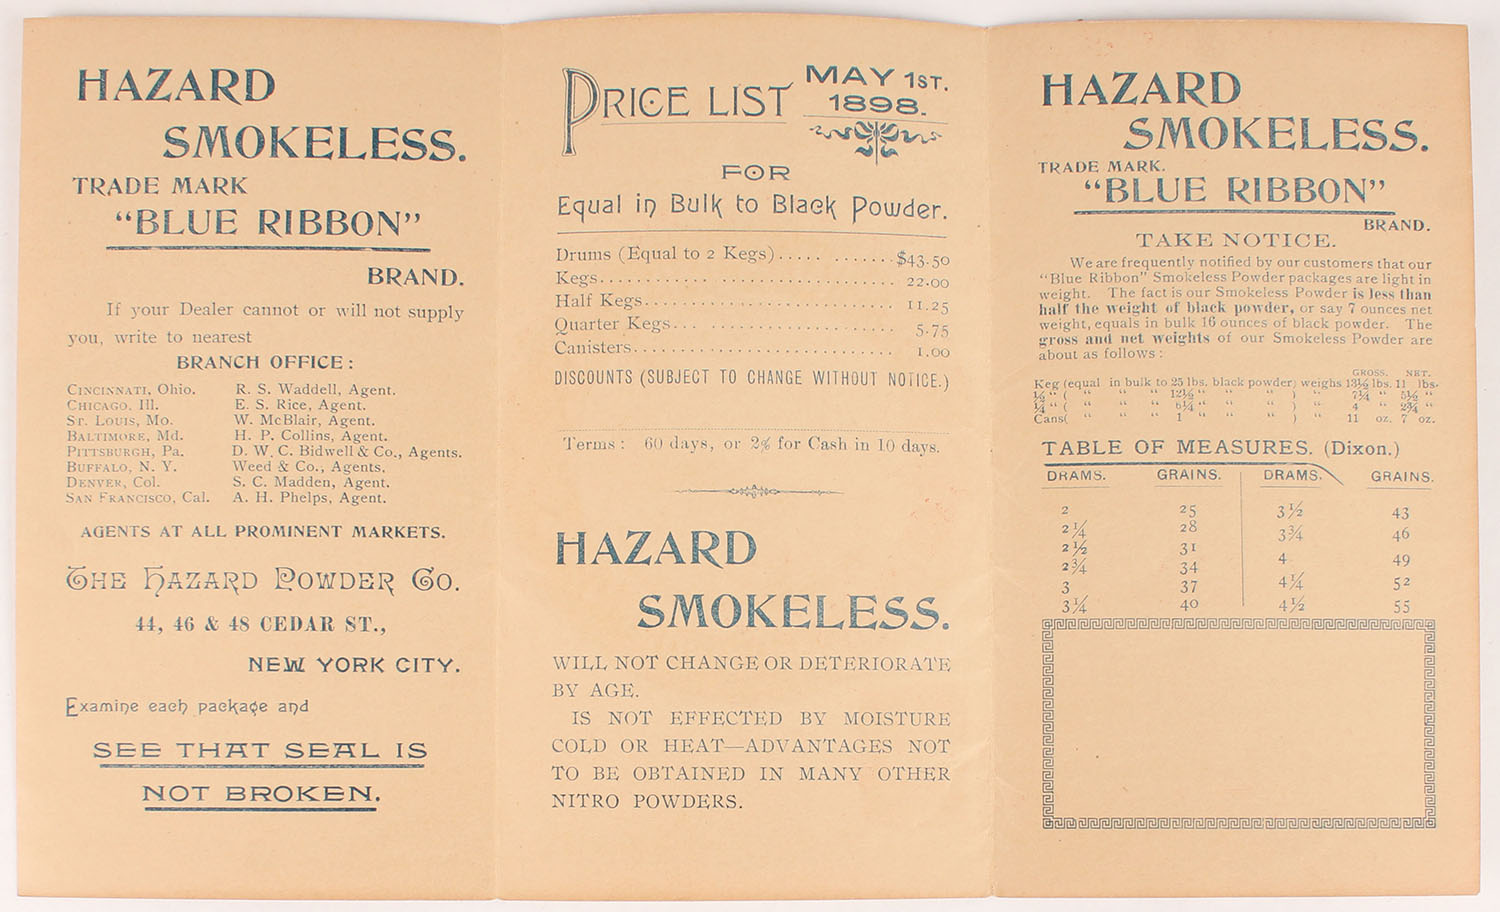 HAZARD
SMOKELESS.
TRADE MARK
"BLUE RIBBON"
BRAND.
If your Dealer cannot or will not supply
you, write to nearest
BRANCH OFFICE:
CINCINNATI, Ohio. R. S. Waddell, Agent.
CHICAGO, Ill. E. S. Rice, Agent.
ST. LOUIS, Mo. W. McBlair, Agent.
BALTIMORE, Md. H. P. Collins, Agent.
PITTSBURGH, Pa. D. W. C. Bidwell & Co., Agents.
BUFFALO, N. Y. Weed & Co., Agents.
DENVER, Col. S. C. Madden, Agent.
SAN FRANCISCO, Cal. A. H. Phelps, Agent.
AGENTS AT ALL PROMINENT MARKETS.
THE HAZARD POWDER CO.
44, 46 & 48 CEDAR ST.,
NEW YORK CITY.
Examine each package and
SEE THAT SEAL IS
NOT BROKEN.
PRICE LIST MAY 1ST.
1898.
FOR
Equal in Bulk to Black Powder.
Drums (Equal to 2 Kegs)..... ........$43.50
Kegs.................................... 22.00
Half Kegs.............................. 11.25
Quarter Kegs... ...................... 5.75
Canisters............................... 1.00
DISCOUNTS (SUBJECT TO CHANGE WITHOUT NOTICE.)
Terms: 60 days, or 2% for Cash in 10 days.
HAZARD
SMOKELESS.
WILL NOT CHANGE OR DETERIORATE
BY AGE.
IS NOT EFFECTED BY MOISTURE
COLD OR HEAT—ADVANTAGES NOT
TO BE OBTAINED IN MANY OTHER
NITRO POWDERS.
HAZARD
SMOKELESS.
TRADE MARK.
"BLUE RIBBON"
BRAND.
TAKE NOTICE.
We are frequently notified by our customers that our
"Blue Ribbon" Smokeless Powder packages are light in
weight. The fact is our Smokeless Powder is less than
half the weight of black powder, or say 7 ounces net
weight, equals in bulk 16 ounces of black powder. The
gross and net weights of our Smokeless Powder are
about as follows:
GROSS. NET.
Keg (equal in bulk to 25 lbs. black powder) weighs 13½ lbs. 11 lbs.
½ " ( " " " 12½ " " " ) " 7¼ " 5½ "
¼ " ( " " " 6¼ " " " ) " 4 " 2¾ "
Cans( " " " 1 " " " ) " 11 oz. 7 oz.
TABLE OF MEASURES. (Dixon.)
DRAMS. GRAINS. DRAMS. GRAINS.
2 25 3½ 43
2¼ 28 3¾ 46
2½ 31 4 49
2¾ 34 4¼ 52
3 37 4½ 55
3¼ 40